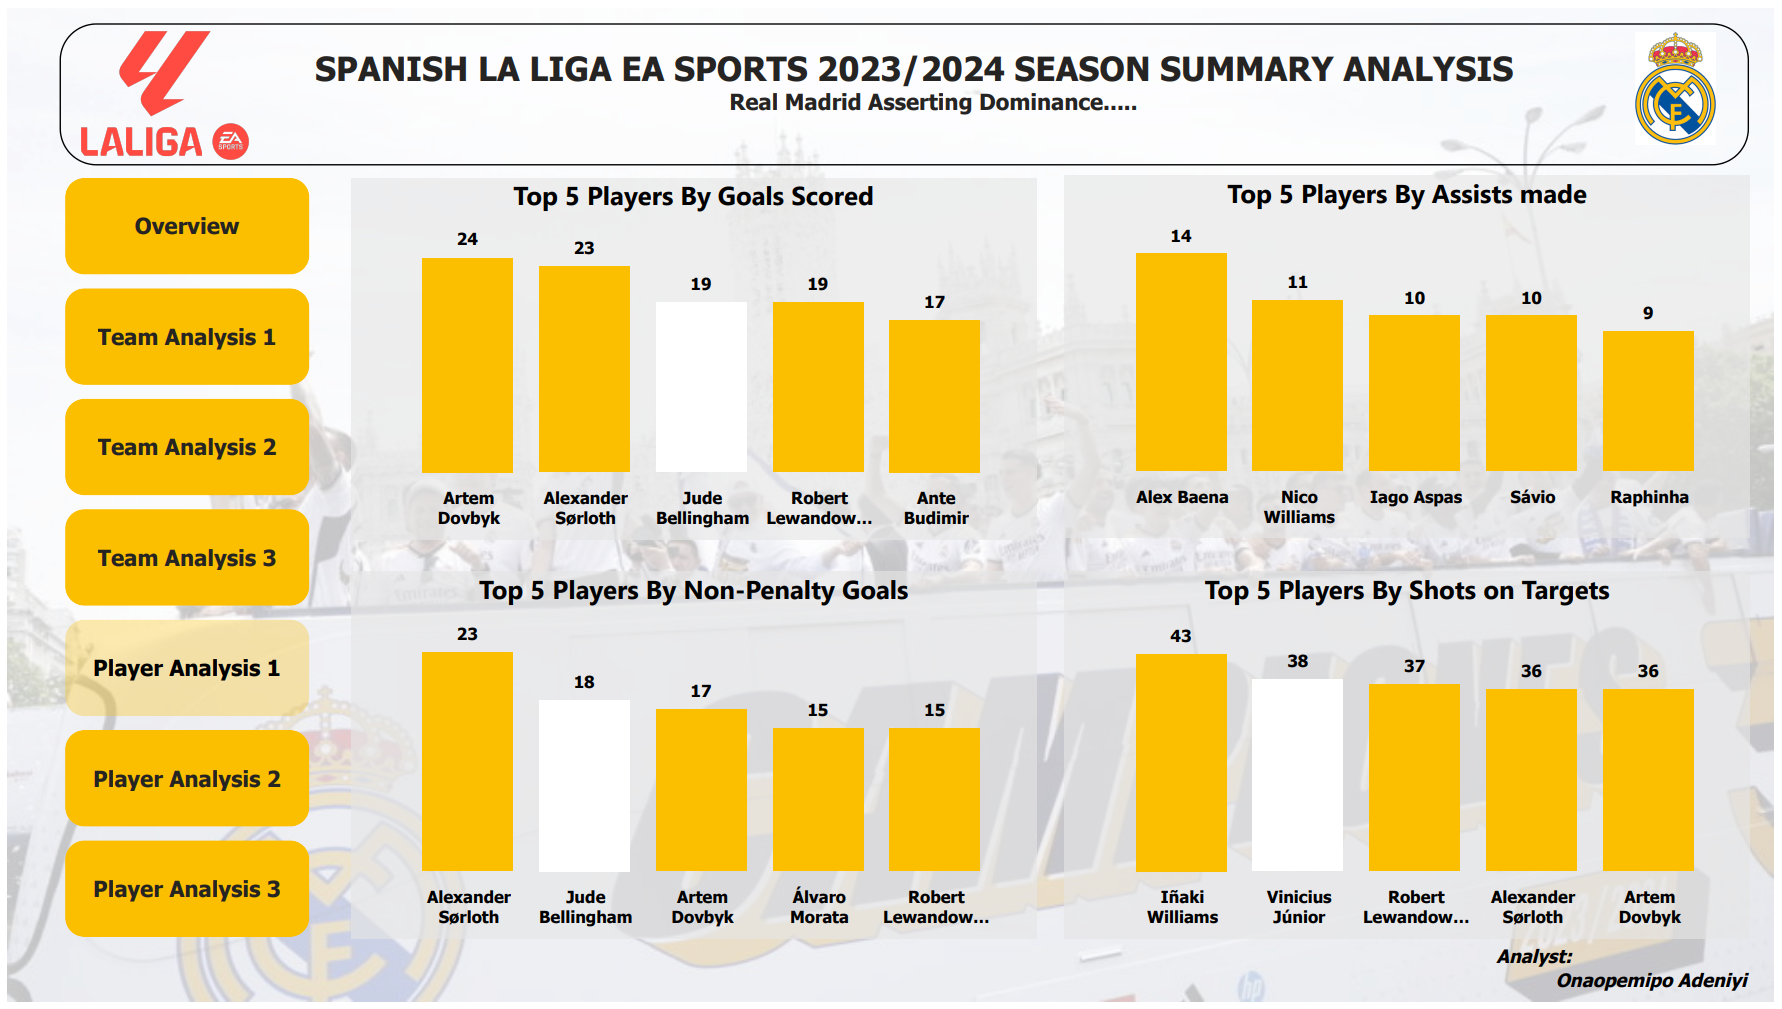 SPANISH LA LIGA EA SPORTS 2023/2024 SEASON SUMMARY ANALYSIS
Real Madrid Asserting Dominance.....
LALIGA
EA
SPORTS
Overview
Team Analysis 1
Team Analysis 2
Team Analysis 3
Player Analysis 1
Player Analysis 2
Player Analysis 3
Top 5 Players By Goals Scored
24
23
19
19
17
Artem
Dovbyk
Alexander
Sørloth
Jude
Bellingham
Robert
Lewandow...
Ante
Budimir
Top 5 Players By Assists made
14
11
10
10
9
Alex Baena
Nico
Williams
Iago Aspas
Sávio
Raphinha
Top 5 Players By Non-Penalty Goals
23
18
17
15
15
Alexander
Sørloth
Jude
Bellingham
Artem
Dovbyk
Álvaro
Morata
Robert
Lewandow...
Top 5 Players By Shots on Targets
43
38
37
36
36
Iñaki
Williams
Vinicius
Júnior
Robert
Lewandow...
Alexander
Sørloth
Artem
Dovbyk
CAMPEONES
2023/2024
hp
Analyst:
Onaopemipo Adeniyi